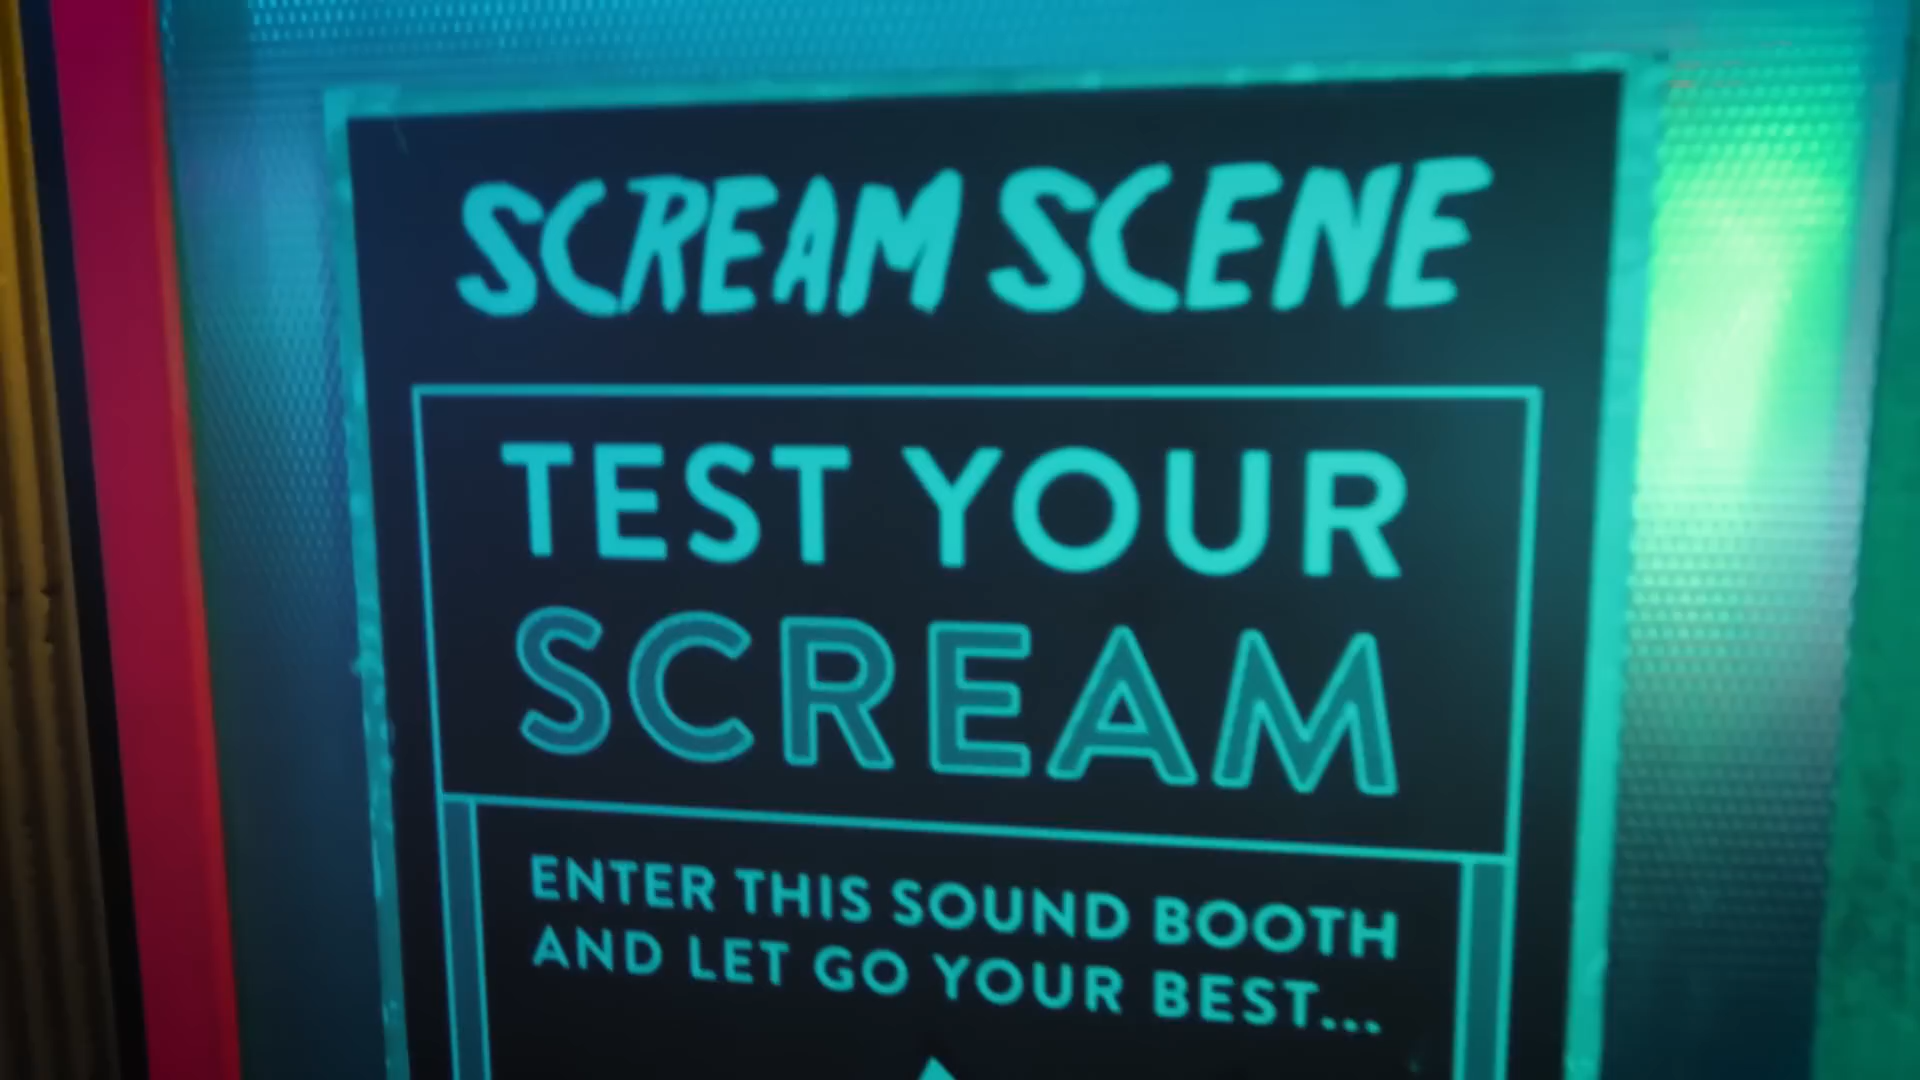 SCREAM SCENE
TEST YOUR
SCREAM
ENTER THIS SOUND BOOTH
AND LET GO YOUR BEST...